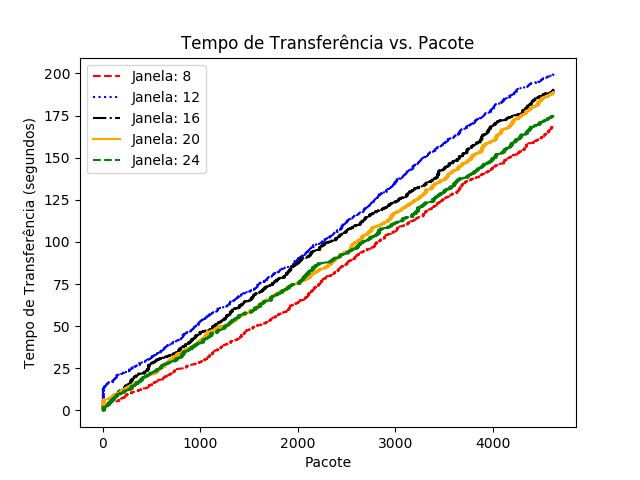 Tempo de Transferência vs. Pacote
Janela: 8
Janela: 12
Janela: 16
Janela: 20
Janela: 24
Tempo de Transferência (segundos)
200
175
150
125
100
75
50
25
0
0 1000 2000 3000 4000
Pacote